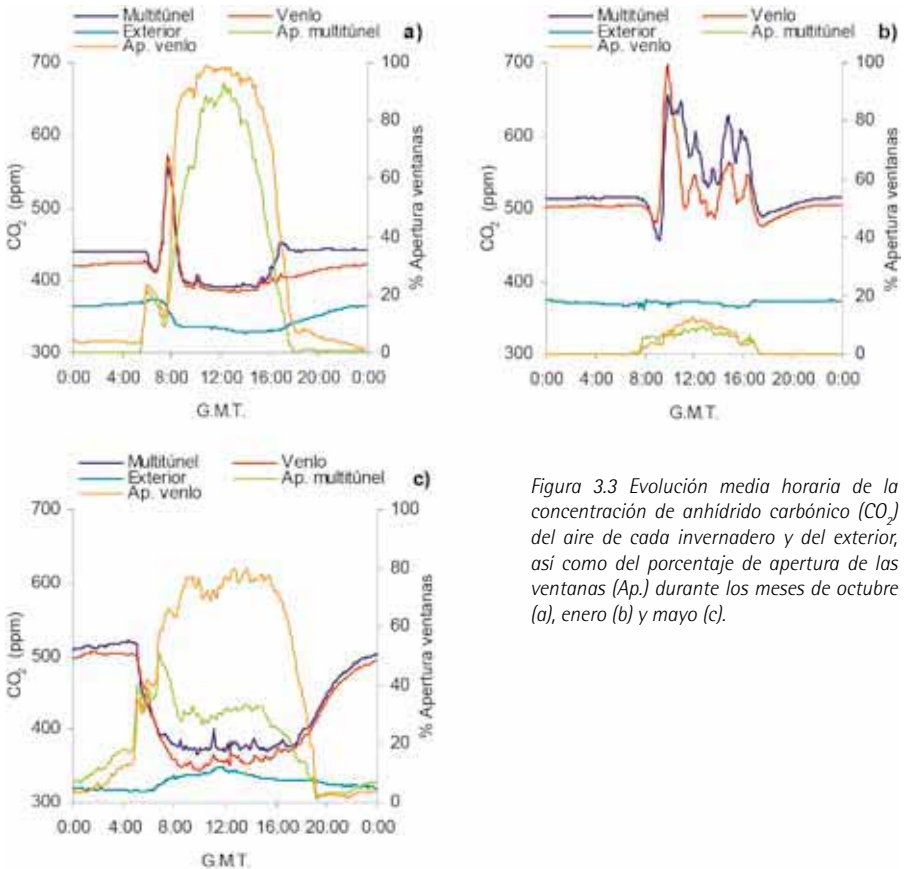 Multitúnel Venlo
Exterior Ap. multitúnel
Ap. venlo
a)
CO2 (ppm)
700
600
500
400
300
% Apertura ventanas
100
80
60
40
20
0
0:00 4:00 8:00 12:00 16:00 20:00 0:00
G.M.T.
Multitúnel Venlo
Exterior Ap. multitúnel
Ap. venlo
b)
CO2 (ppm)
700
600
500
400
300
% Apertura ventanas
100
80
60
40
20
0
0:00 4:00 8:00 12:00 16:00 20:00 0:00
G.M.T.
Multitúnel Venlo
Exterior Ap. multitúnel
Ap. venlo
c)
CO2 (ppm)
700
600
500
400
300
% Apertura ventanas
100
80
60
40
20
0
0:00 4:00 8:00 12:00 16:00 20:00 0:00
G.M.T.
Figura 3.3 Evolución media horaria de la
concentración de anhídrido carbónico (CO2)
del aire de cada invernadero y del exterior,
así como del porcentaje de apertura de las
ventanas (Ap.) durante los meses de octubre
(a), enero (b) y mayo (c).